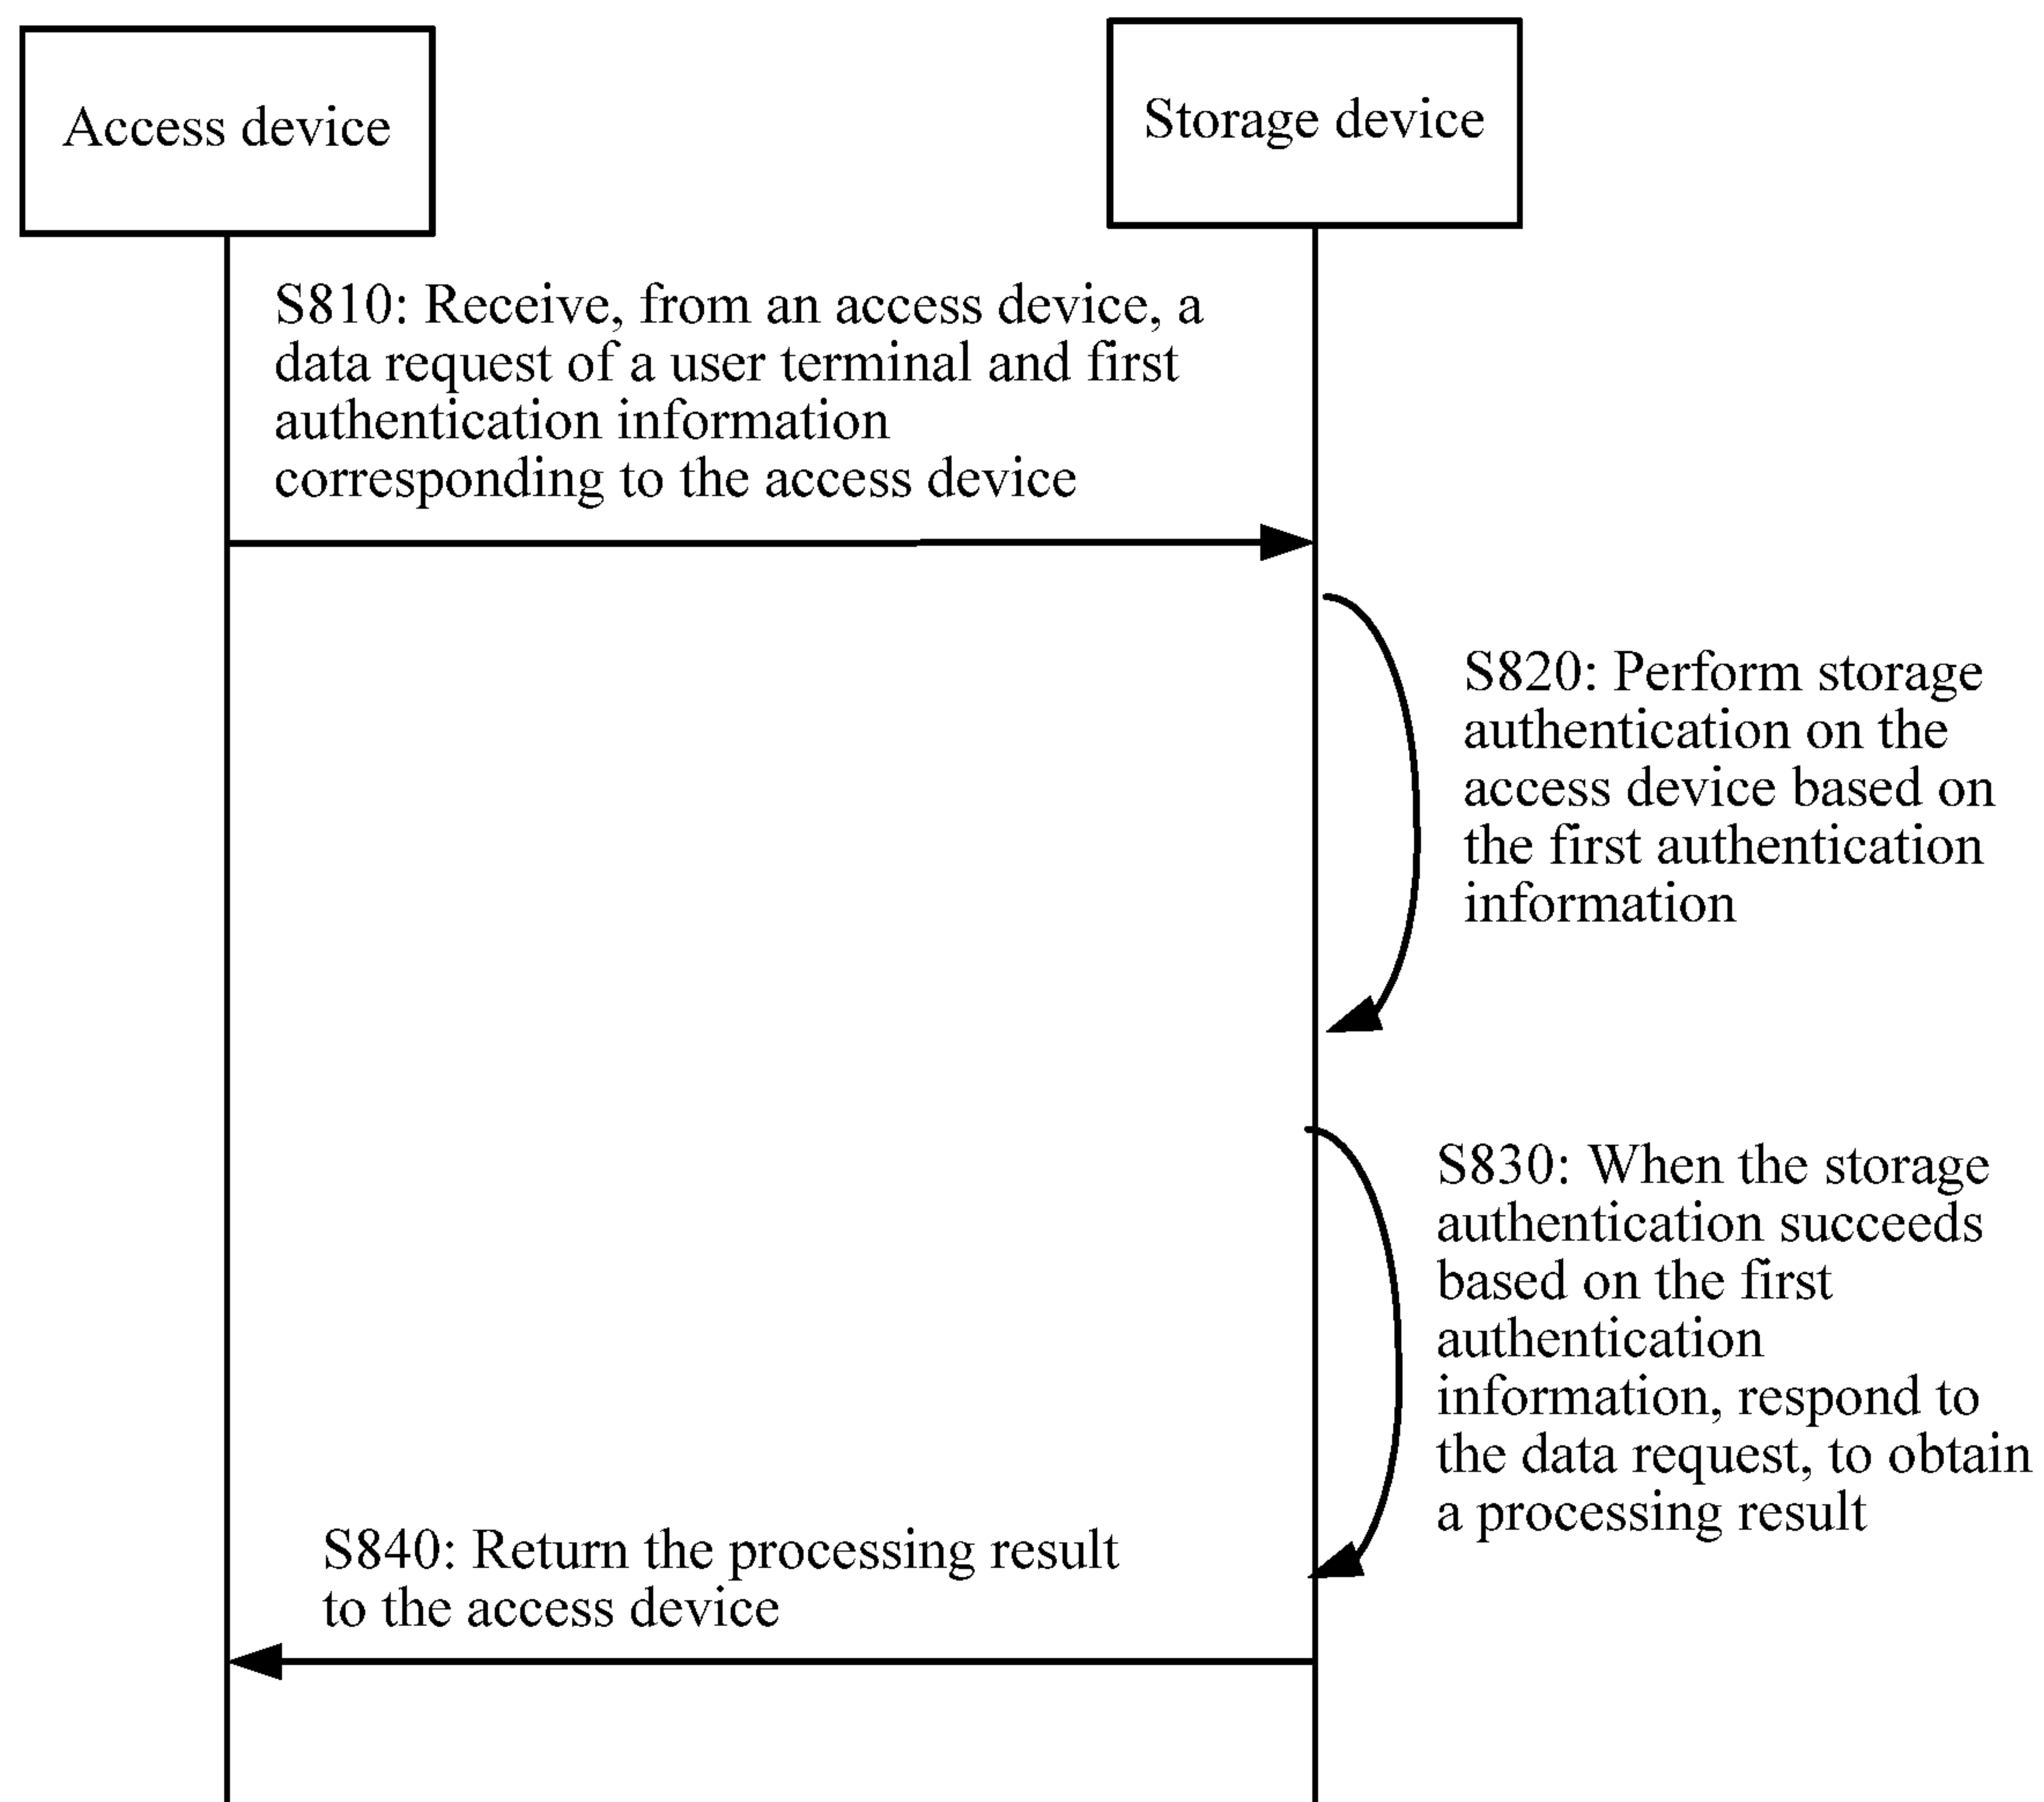 Access device
Storage device
S810: Receive, from an access device, a
data request of a user terminal and first
authentication information
corresponding to the access device
S820: Perform storage
authentication on the
access device based on
the first authentication
information
S830: When the storage
authentication succeeds
based on the first
authentication
information, respond to
the data request, to obtain
a processing result
S840: Return the processing result
to the access device